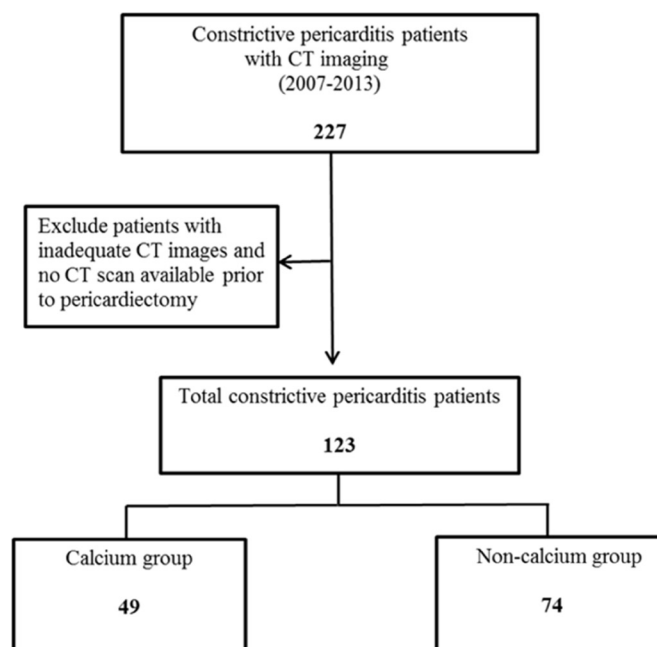 Constrictive pericarditis patients
with CT imaging
(2007-2013)
227
Exclude patients with
inadequate CT images and
no CT scan available prior
to pericardiectomy
Total constrictive pericarditis patients
123
Calcium group
49
Non-calcium group
74